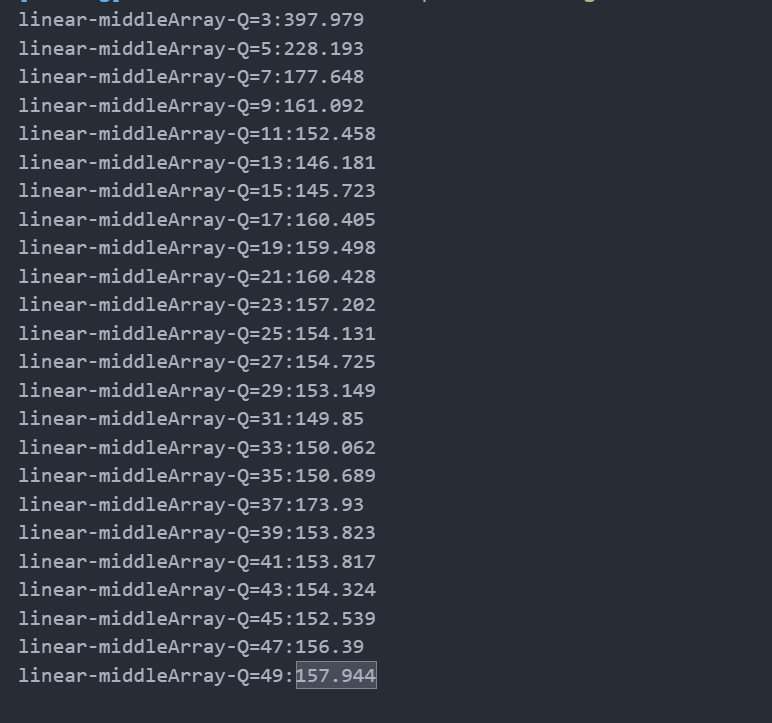 linear-middleArray-Q=3:397.979
linear-middleArray-Q=5:228.193
linear-middleArray-Q=7:177.648
linear-middleArray-Q=9:161.092
linear-middleArray-Q=11:152.458
linear-middleArray-Q=13:146.181
linear-middleArray-Q=15:145.723
linear-middleArray-Q=17:160.405
linear-middleArray-Q=19:159.498
linear-middleArray-Q=21:160.428
linear-middleArray-Q=23:157.202
linear-middleArray-Q=25:154.131
linear-middleArray-Q=27:154.725
linear-middleArray-Q=29:153.149
linear-middleArray-Q=31:149.85
linear-middleArray-Q=33:150.062
linear-middleArray-Q=35:150.689
linear-middleArray-Q=37:173.93
linear-middleArray-Q=39:153.823
linear-middleArray-Q=41:153.817
linear-middleArray-Q=43:154.324
linear-middleArray-Q=45:152.539
linear-middleArray-Q=47:156.39
linear-middleArray-Q=49:157.944